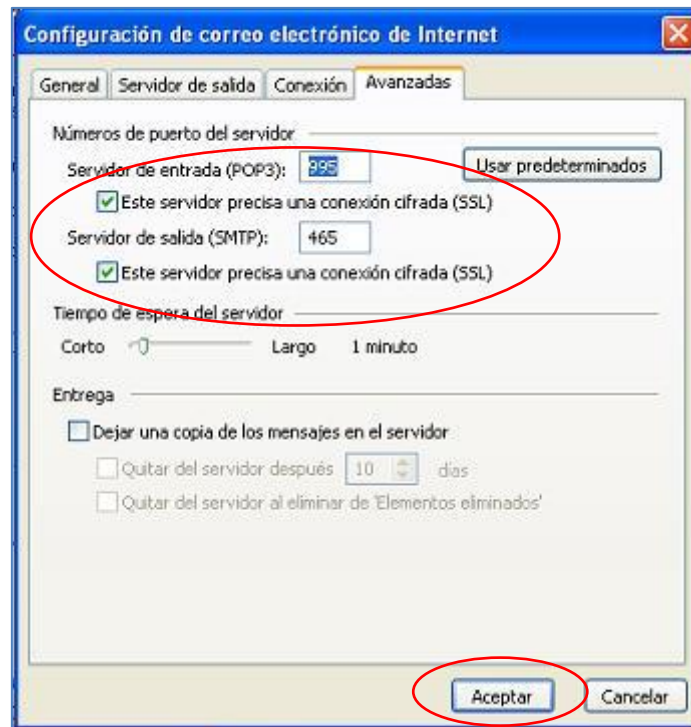 Configuración de correo electrónico de Internet
General Servidor de salida Conexión Avanzadas
Números de puerto del servidor
Servidor de entrada (POP3): 995 Usar predeterminados
Este servidor precisa una conexión cifrada (SSL)
Servidor de salida (SMTP): 465
Este servidor precisa una conexión cifrada (SSL)
Tiempo de espera del servidor
Corto Largo 1 minuto
Entrega
Dejar una copia de los mensajes en el servidor
Quitar del servidor después 10 días
Quitar del servidor al eliminar de 'Elementos eliminados'
Aceptar Cancelar